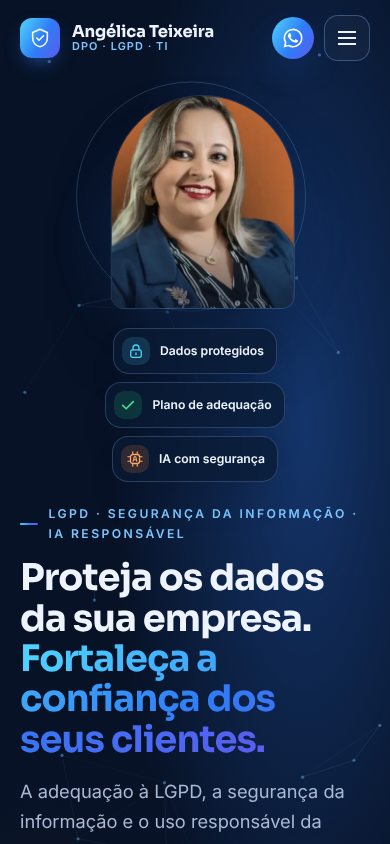 Angélica Teixeira
DPO · LGPD · TI
Dados protegidos
Plano de adequação
IA com segurança
LGPD · SEGURANÇA DA INFORMAÇÃO ·
IA RESPONSÁVEL
Proteja os dados
da sua empresa.
Fortaleça a
confiança dos
seus clientes.
A adequação à LGPD, a segurança da
informação e o uso responsável da